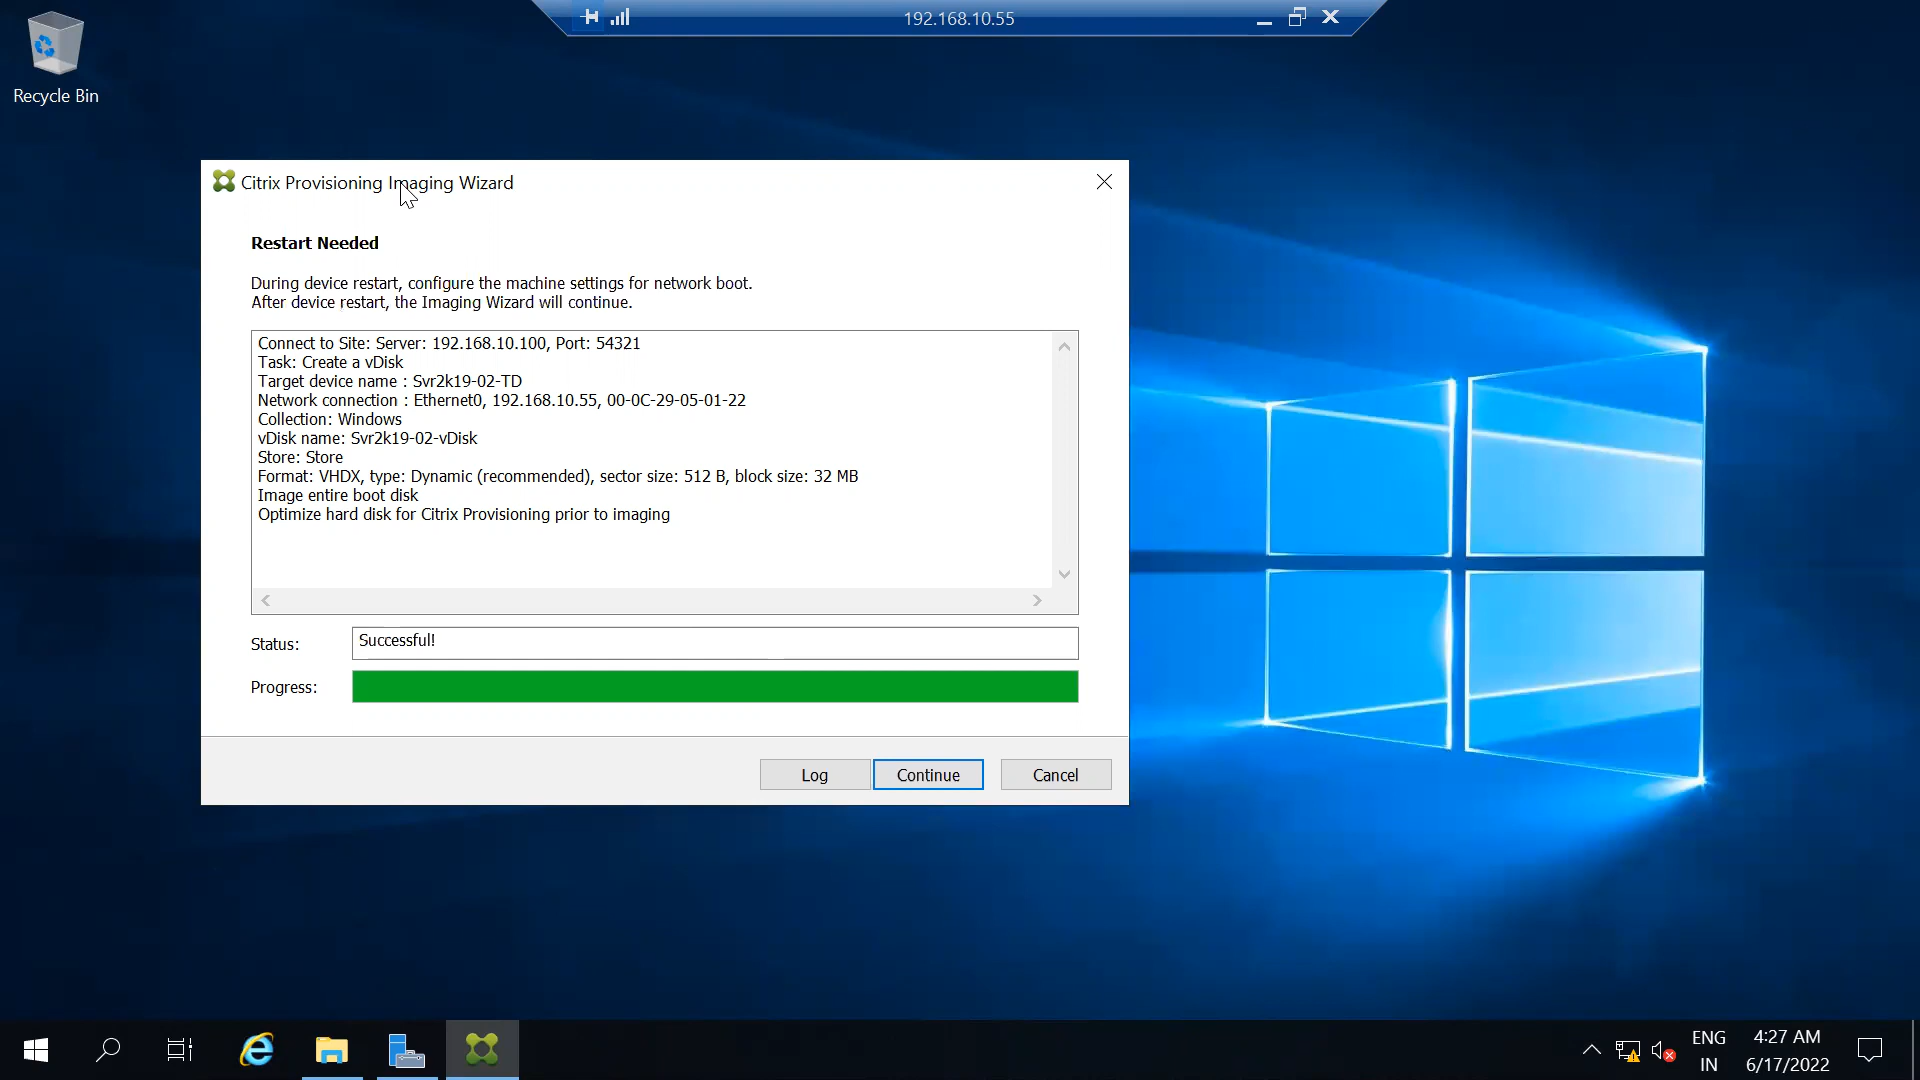 192.168.10.55
Recycle Bin
Citrix Provisioning Imaging Wizard
Restart Needed
During device restart, configure the machine settings for network boot.
After device restart, the Imaging Wizard will continue.
Connect to Site: Server: 192.168.10.100, Port: 54321
Task: Create a vDisk
Target device name : Svr2k19-02-TD
Network connection : Ethernet0, 192.168.10.55, 00-0C-29-05-01-22
Collection: Windows
vDisk name: Svr2k19-02-vDisk
Store: Store
Format: VHDX, type: Dynamic (recommended), sector size: 512 B, block size: 32 MB
Image entire boot disk
Optimize hard disk for Citrix Provisioning prior to imaging
Status: Successful!
Progress:
Log Continue Cancel
ENG 4:27 AM
IN 6/17/2022